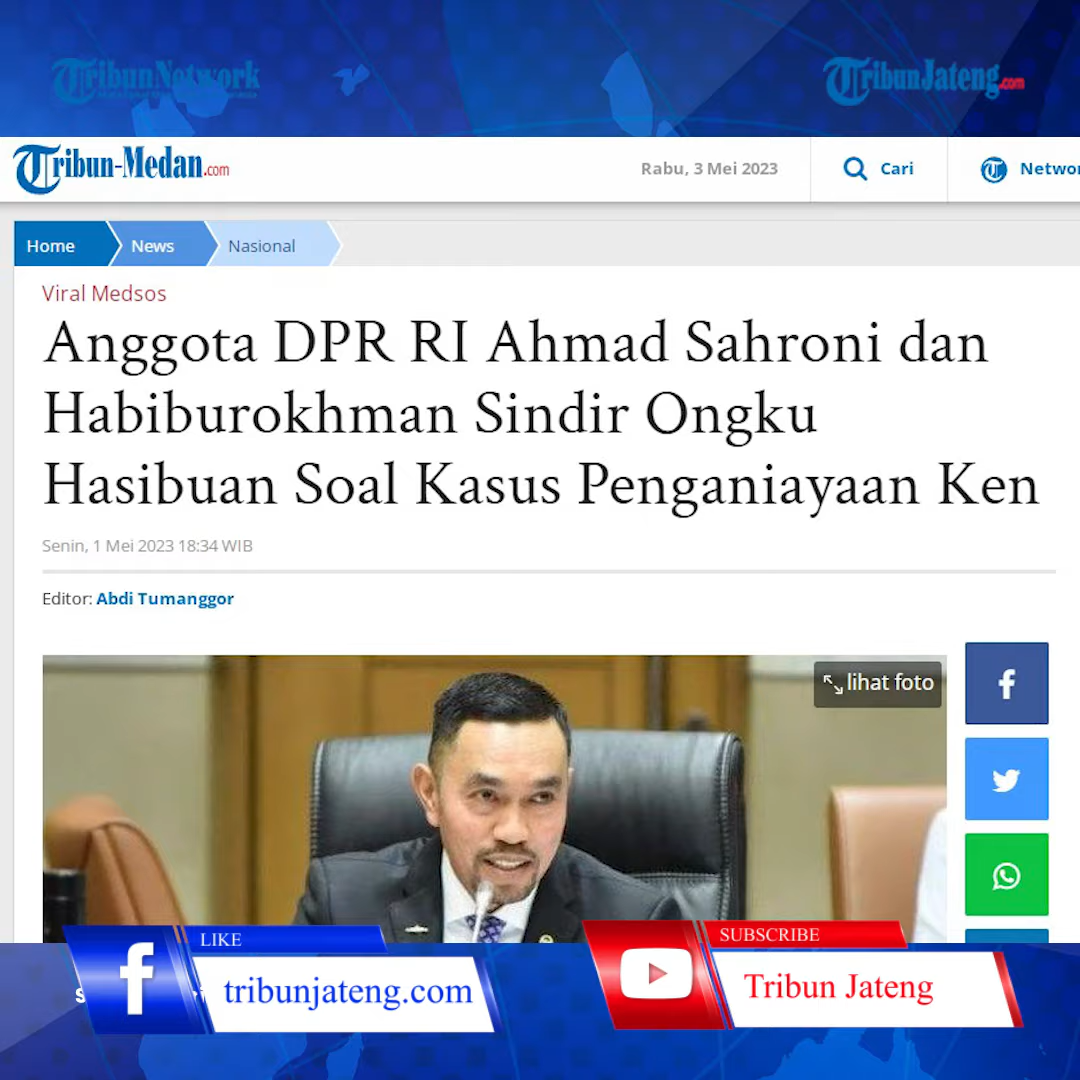 TribunNetwork
TribunJateng.com
Tribun-Medan.com
Rabu, 3 Mei 2023
Cari
Home
News
Nasional
Viral Medsos
Anggota DPR RI Ahmad Sahroni dan
Habiburokhman Sindir Ongku
Hasibuan Soal Kasus Penganiayaan Ken
Senin, 1 Mei 2023 18:34 WIB
Editor: Abdi Tumanggor
lihat foto
LIKE
tribunjateng.com
SUBSCRIBE
Tribun Jateng